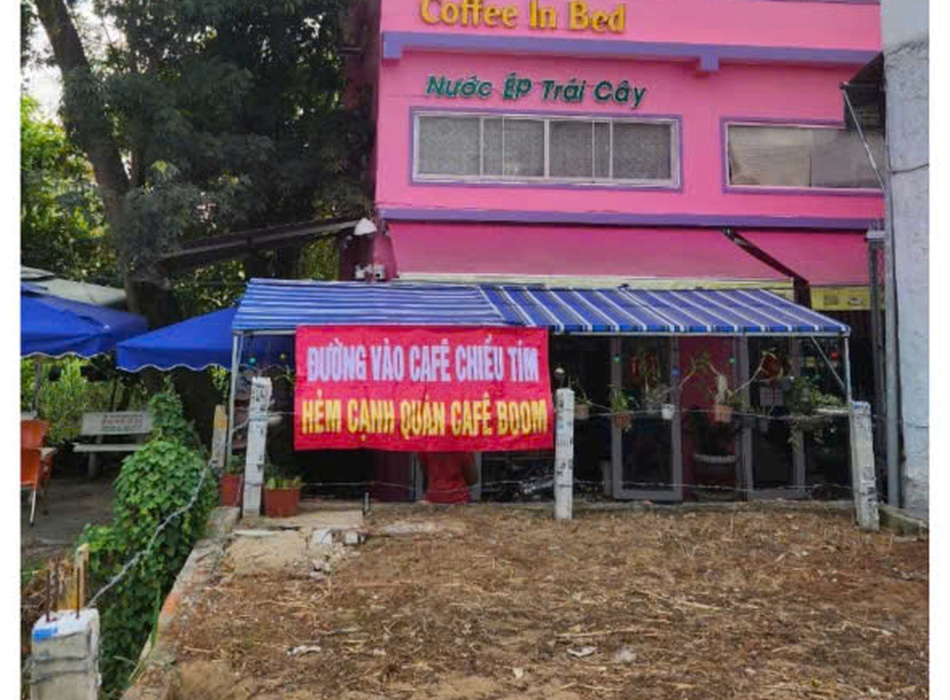 Coffee In Bed
Nước ÉP Trái Cây
ĐƯỜNG VÀO CAFÊ CHIỀU TÍM
HẺM CẠNH QUÁN CAFÊ BOOM